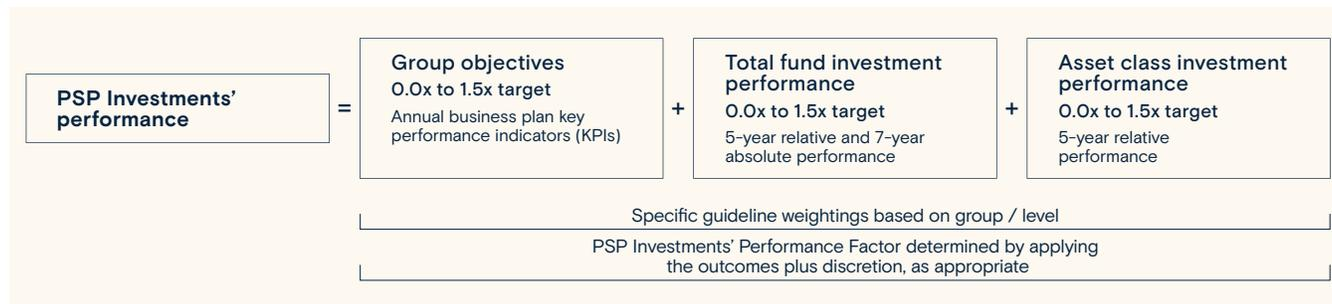 PSP Investments’
performance
=
Group objectives
0.0x to 1.5x target
Annual business plan key
performance indicators (KPIs)
+
Total fund investment
performance
0.0x to 1.5x target
5-year relative and 7-year
absolute performance
+
Asset class investment
performance
0.0x to 1.5x target
5-year relative
performance
Specific guideline weightings based on group / level
PSP Investments’ Performance Factor determined by applying
the outcomes plus discretion, as appropriate